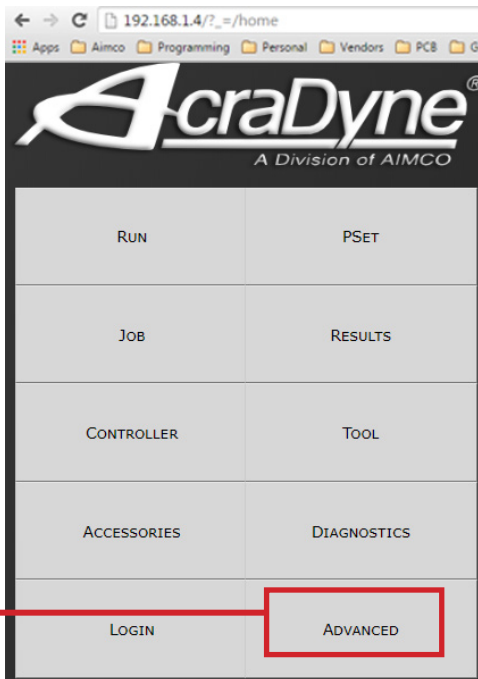 192.168.1.4/?_=/home
Apps Aimco Programming Personal Vendors PCB G
AcraDyne®
A Division of AIMCO
RUN PSET
JOB RESULTS
CONTROLLER TOOL
ACCESSORIES DIAGNOSTICS
LOGIN ADVANCED